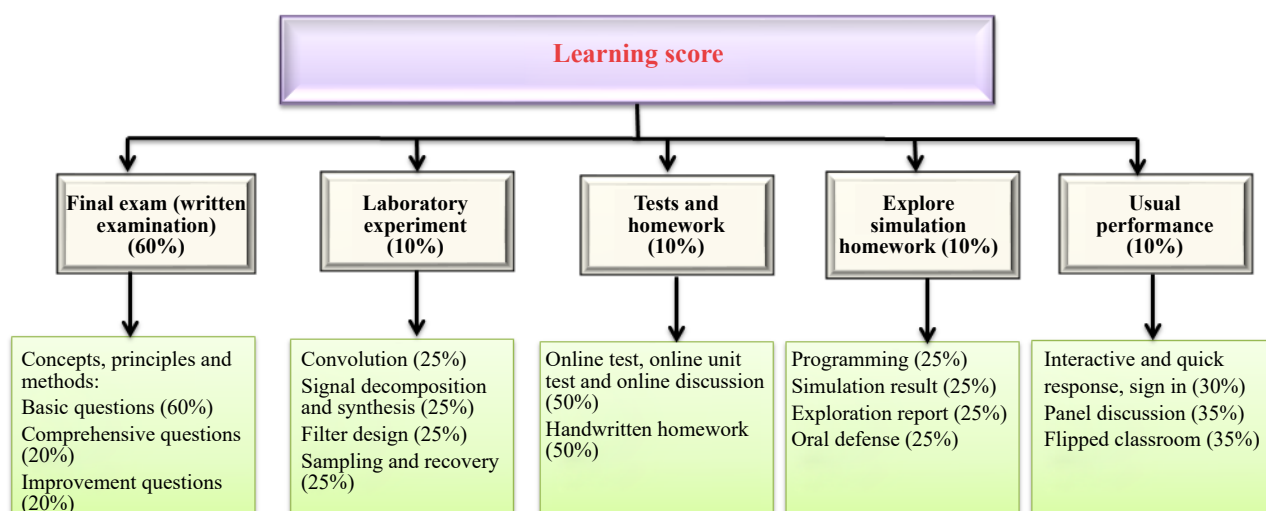 Learning score
Final exam (written
examination)
(60%)
Laboratory
experiment
(10%)
Tests and
homework
(10%)
Explore
simulation
homework (10%)
Usual
performance
(10%)
Concepts, principles and
methods:
Basic questions (60%)
Comprehensive questions
(20%)
Improvement questions
(20%)
Convolution (25%)
Signal decomposition
and synthesis (25%)
Filter design (25%)
Sampling and recovery
(25%)
Online test, online unit
test and online discussion
(50%)
Handwritten homework
(50%)
Programming (25%)
Simulation result (25%)
Exploration report (25%)
Oral defense (25%)
Interactive and quick
response, sign in (30%)
Panel discussion (35%)
Flipped classroom (35%)